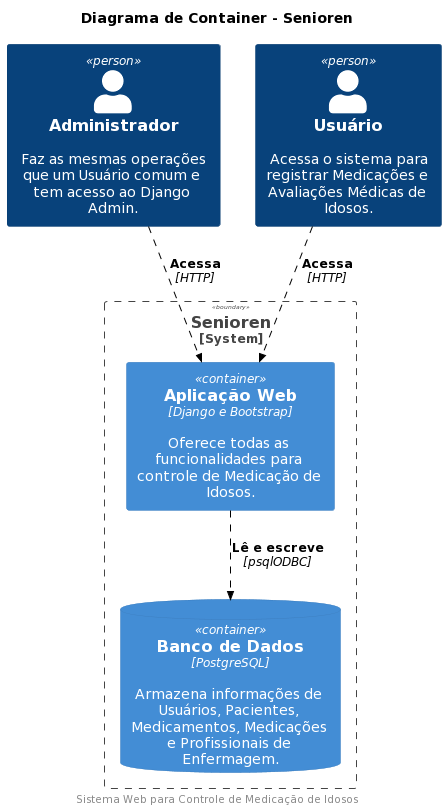 Diagrama de Container - Senioren
«person»
Administrador
Faz as mesmas operações
que um Usuário comum e
tem acesso ao Django
Admin.
«person»
Usuário
Acessa o sistema para
registrar Medicações e
Avaliações Médicas de
Idosos.
Acessa
[HTTP]
Acessa
[HTTP]
«boundary»
Senioren
[System]
«container»
Aplicação Web
[Django e Bootstrap]
Oferece todas as
funcionalidades para
controle de Medicação de
Idosos.
Lê e escreve
[psqlODBC]
«container»
Banco de Dados
[PostgreSQL]
Armazena informações de
Usuários, Pacientes,
Medicamentos, Medicações
e Profissionais de
Enfermagem.
Sistema Web para Controle de Medicação de Idosos